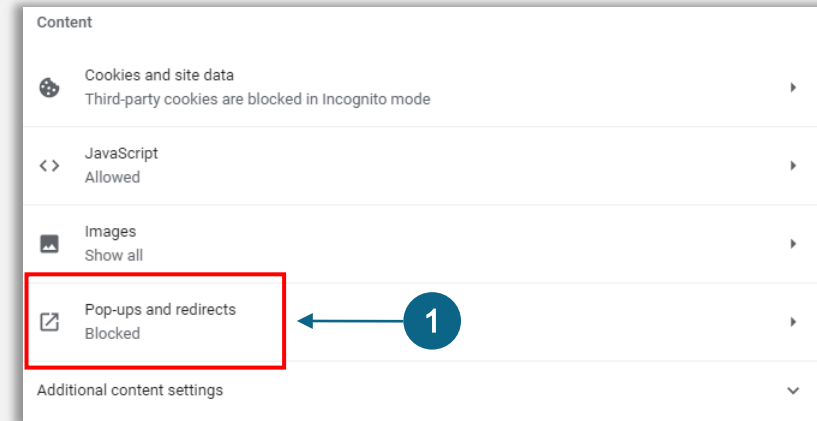 Content
Cookies and site data
Third-party cookies are blocked in Incognito mode
JavaScript
Allowed
Images
Show all
Pop-ups and redirects
Blocked
1
Additional content settings